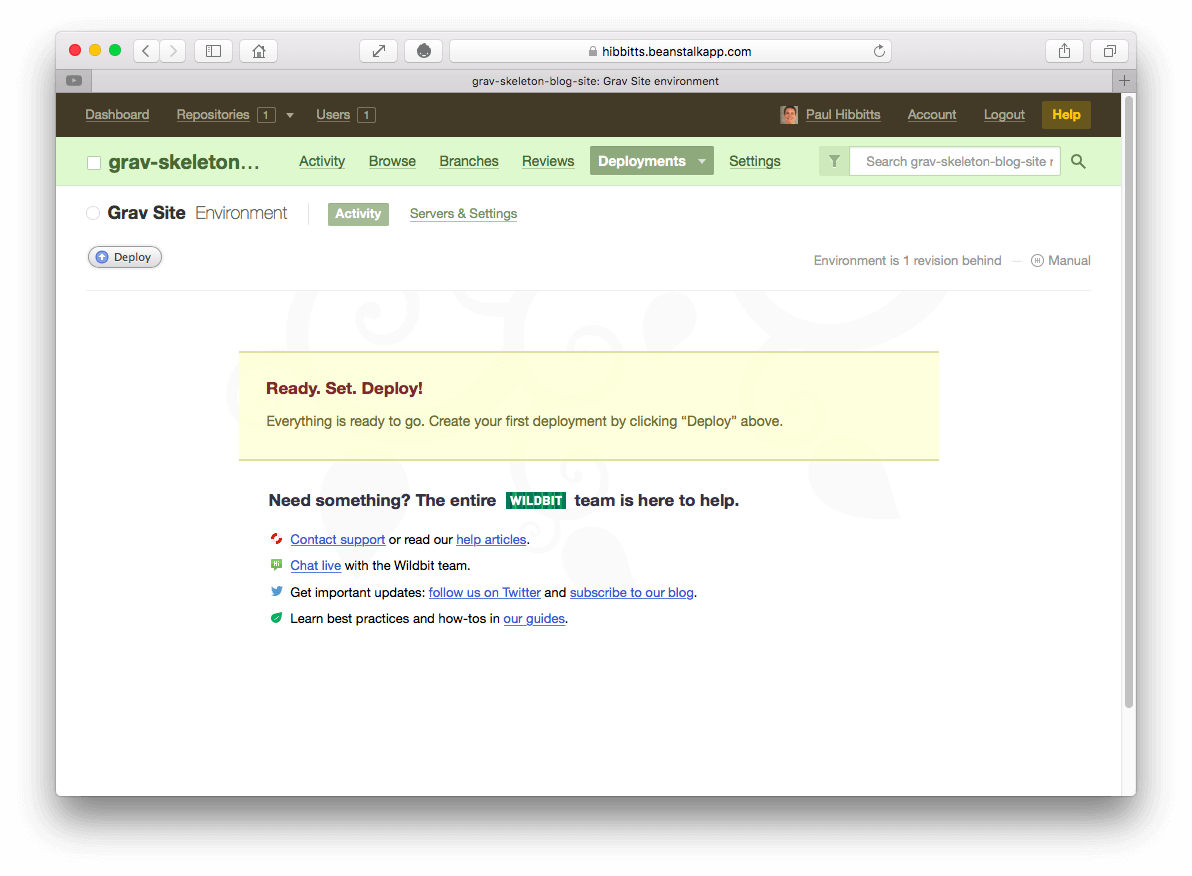 hibbitts.beanstalkapp.com
grav-skeleton-blog-site: Grav Site environment
Dashboard Repositories 1 Users 1 Paul Hibbitts Account Logout Help
grav-skeleton... Activity Browse Branches Reviews Deployments Settings Search grav-skeleton-blog-site r
Grav Site Environment Activity Servers & Settings
Deploy Environment is 1 revision behind — Manual
Ready. Set. Deploy!
Everything is ready to go. Create your first deployment by clicking “Deploy” above.
Need something? The entire WILDBIT team is here to help.
Contact support or read our help articles.
Hi Chat live with the Wildbit team.
Get important updates: follow us on Twitter and subscribe to our blog.
Learn best practices and how-tos in our guides.